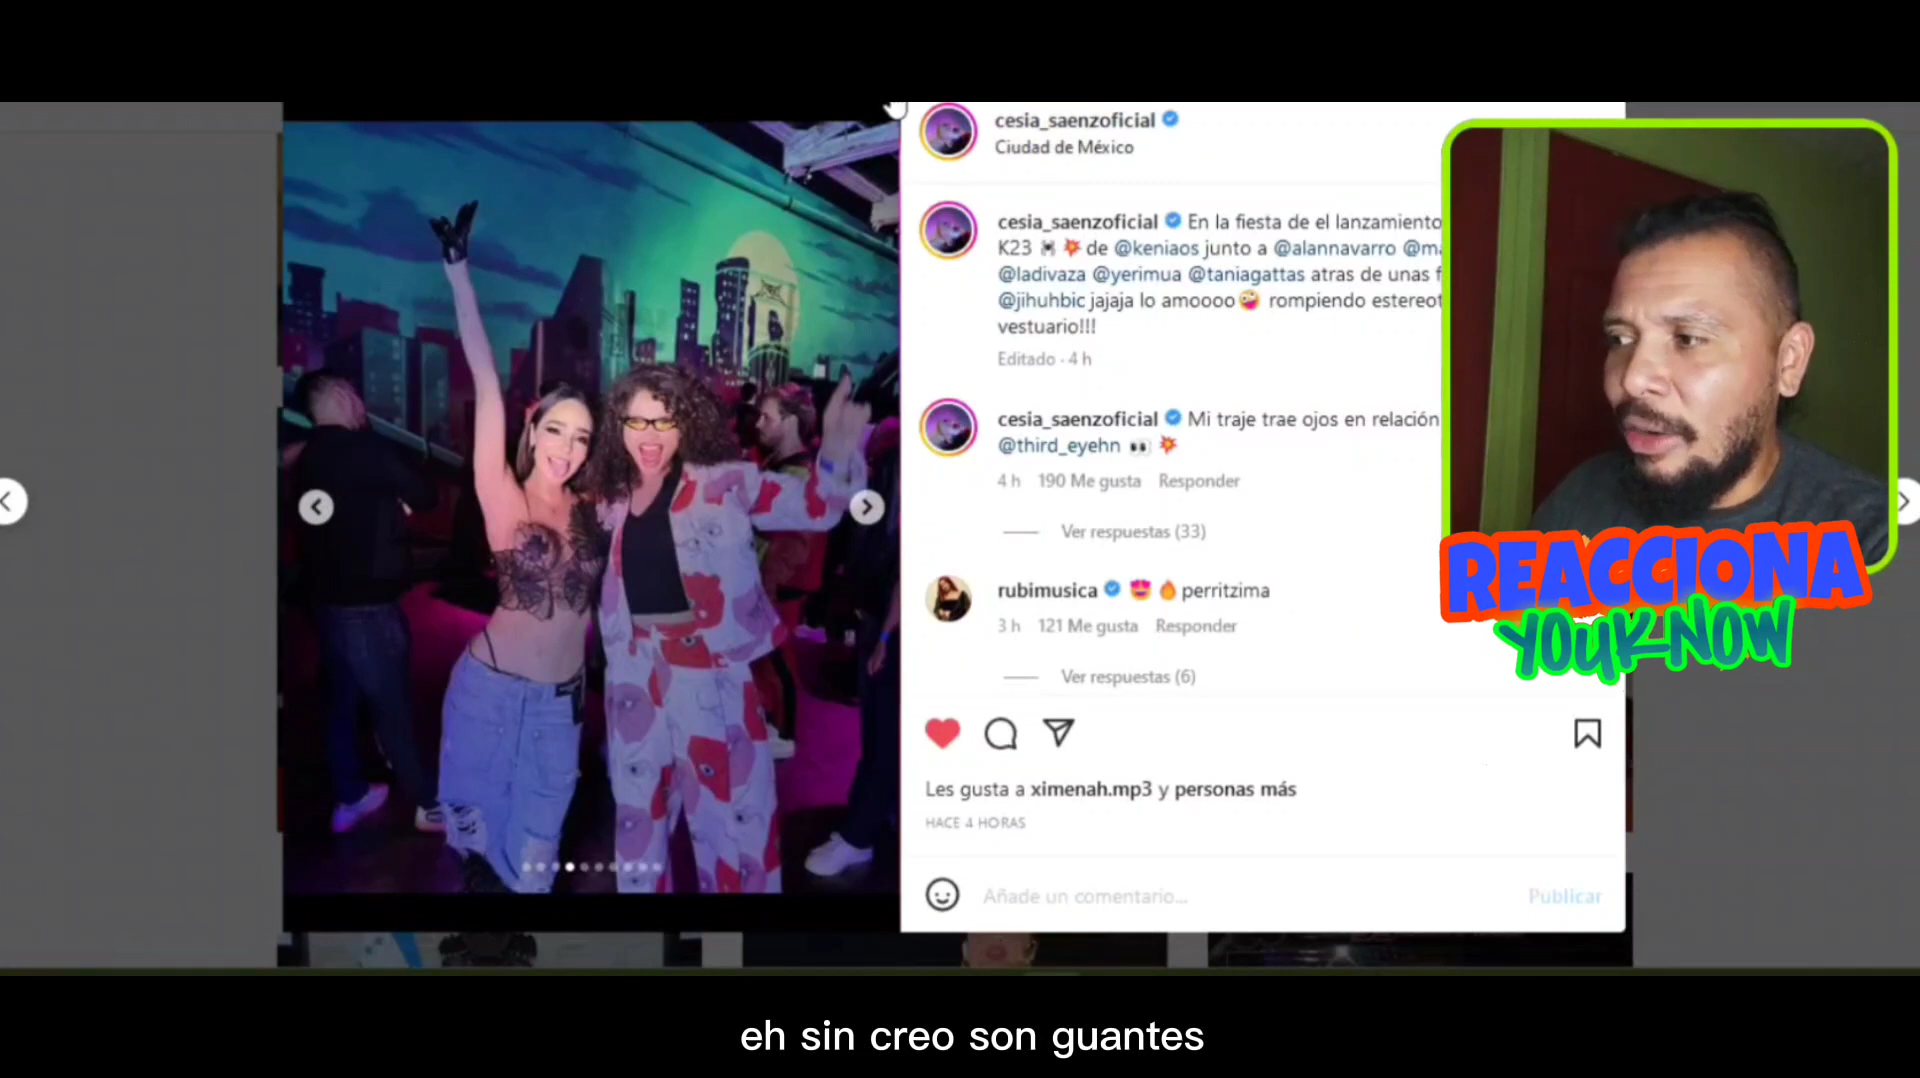 cesia_saenzoficial
Ciudad de México
cesia_saenzoficial En la fiesta de el lanzamiento
K23 ☠️ 💥 de @keniaos junto a @alannavarro @ma
@ladivaza @yerimua @taniagattas atras de unas f
@jihuhbic jajaja lo amoooo🤪 rompiendo estereot
vestuario!!!
Editado · 4 h
cesia_saenzoficial Mi traje trae ojos en relación
@third_eyehn 👀 💥
4 h 190 Me gusta Responder
Ver respuestas (33)
rubimusica 😍 🔥 perritzima
3 h 121 Me gusta Responder
Ver respuestas (6)
Les gusta a ximenah.mp3 y personas más
HACE 4 HORAS
Añade un comentario...
Publicar
REACCIONA
YOUKNOW
eh sin creo son guantes